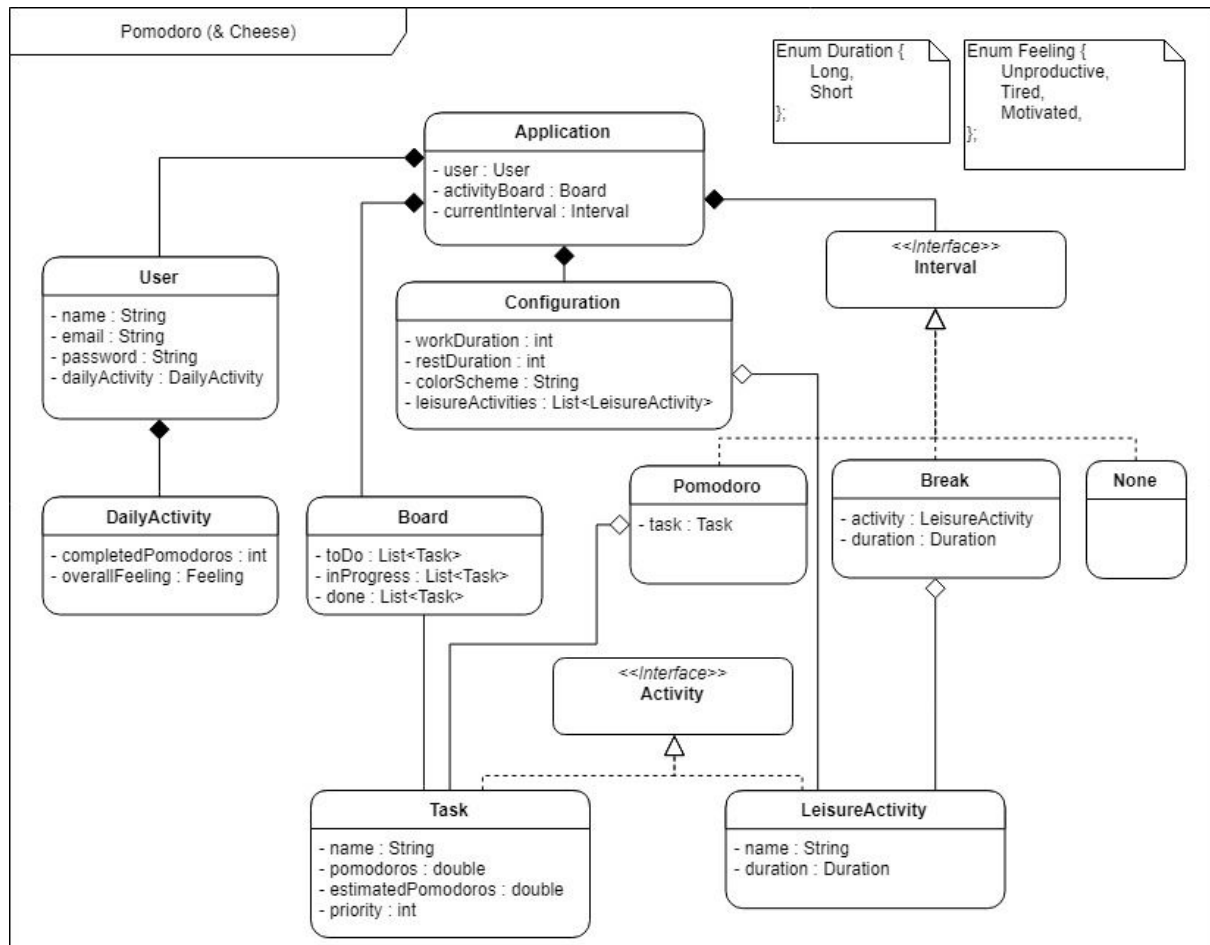 Pomodoro (& Cheese)
Enum Duration {
Long,
Short
};
Enum Feeling {
Unproductive,
Tired,
Motivated,
};
Application
- user : User
- activityBoard : Board
- currentInterval : Interval
<<Interface>>
Interval
User
- name : String
- email : String
- password : String
- dailyActivity : DailyActivity
Configuration
- workDuration : int
- restDuration : int
- colorScheme : String
- leisureActivities : List<LeisureActivity>
DailyActivity
- completedPomodoros : int
- overallFeeling : Feeling
Board
- toDo : List<Task>
- inProgress : List<Task>
- done : List<Task>
Pomodoro
- task : Task
Break
- activity : LeisureActivity
- duration : Duration
None
<<Interface>>
Activity
Task
- name : String
- pomodoros : double
- estimatedPomodoros : double
- priority : int
LeisureActivity
- name : String
- duration : Duration